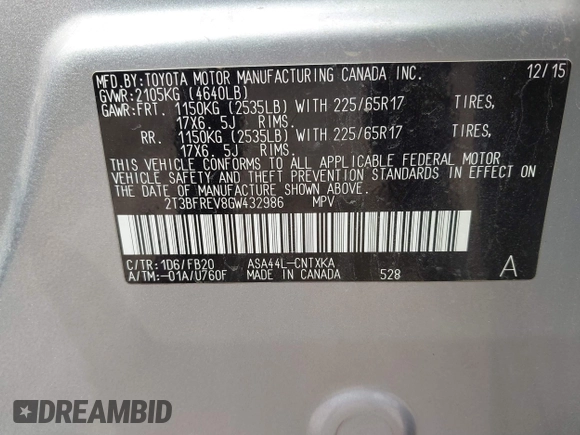 MFD.BY:TOYOTA MOTOR MANUFACTURING CANADA INC. 12/15
GVWR:2105KG (4640LB)
GAWR:FRT. 1150KG (2535LB) WITH 225/65R17 TIRES,
17X6. 5J RIMS.
RR. 1150KG (2535LB) WITH 225/65R17 TIRES,
17X6. 5J RIMS.
THIS VEHICLE CONFORMS TO ALL APPLICABLE FEDERAL MOTOR
VEHICLE SAFETY AND THEFT PREVENTION STANDARDS IN EFFECT
ON THE DATE OF MANUFACTURE SHOWN ABOVE.
2T3BFREV8GW432986 MPV
C/TR:1D6/FB20 ASA44L-CNTXKA
A/TM:-01A/U760F MADE IN CANADA 528 A
DREAMBID